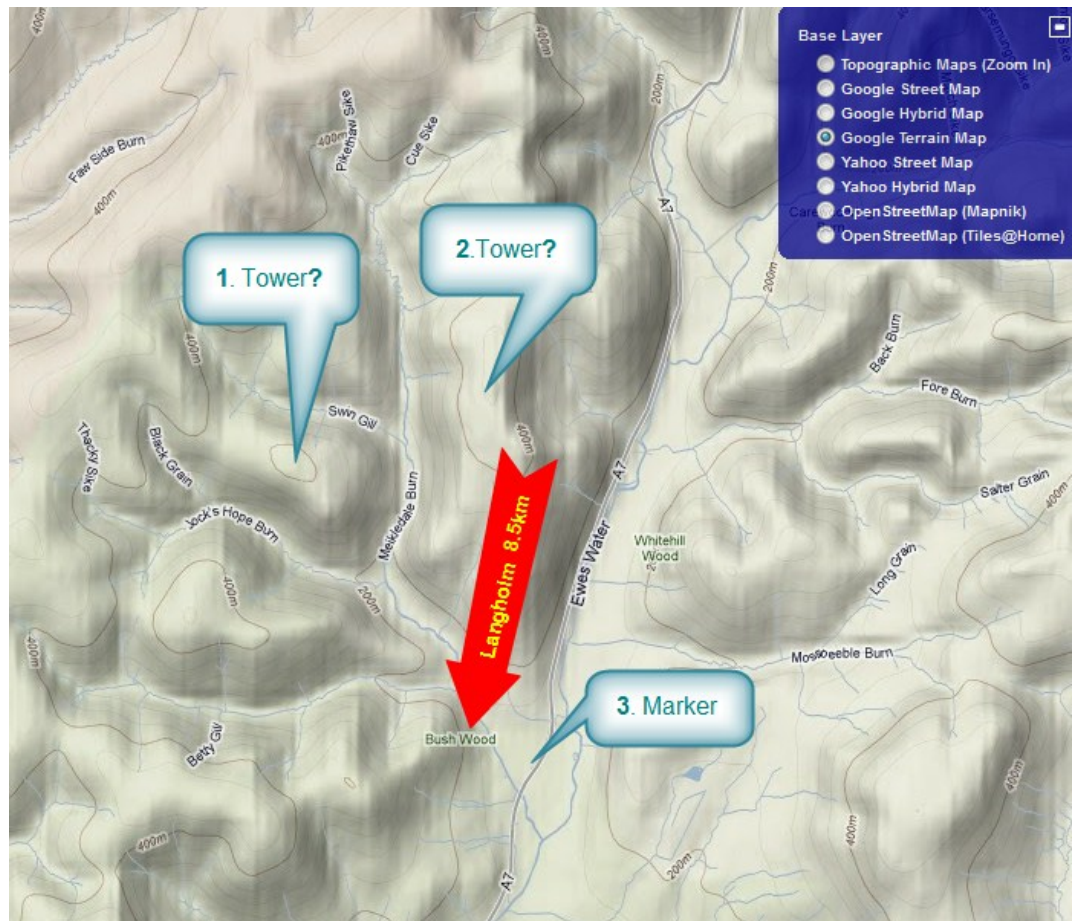 Base Layer
Topographic Maps (Zoom In)
Google Street Map
Google Hybrid Map
Google Terrain Map
Yahoo Street Map
Yahoo Hybrid Map
OpenStreetMap (Mapnik)
OpenStreetMap (Tiles@Home)
400m
200m
Faw Side Burn
Pikethaw Sike
400m
Cue Sike
A7
200m
400m
1. Tower?
2.Tower?
400m
Back Burn
Fore Burn
Swin Gill
400m
Thacky Sike
Black Grain
A7
Salter Grain
400m
Meikledale Burn
Jock's Hope Burn
Langholm 8.5km
Ewes Water
Whitehill
Wood
Long Grain
400m
200m
400m
Mosspeeble Burn
3. Marker
Bush Wood
Betty Gill
400m
400m
400m
200m
A7